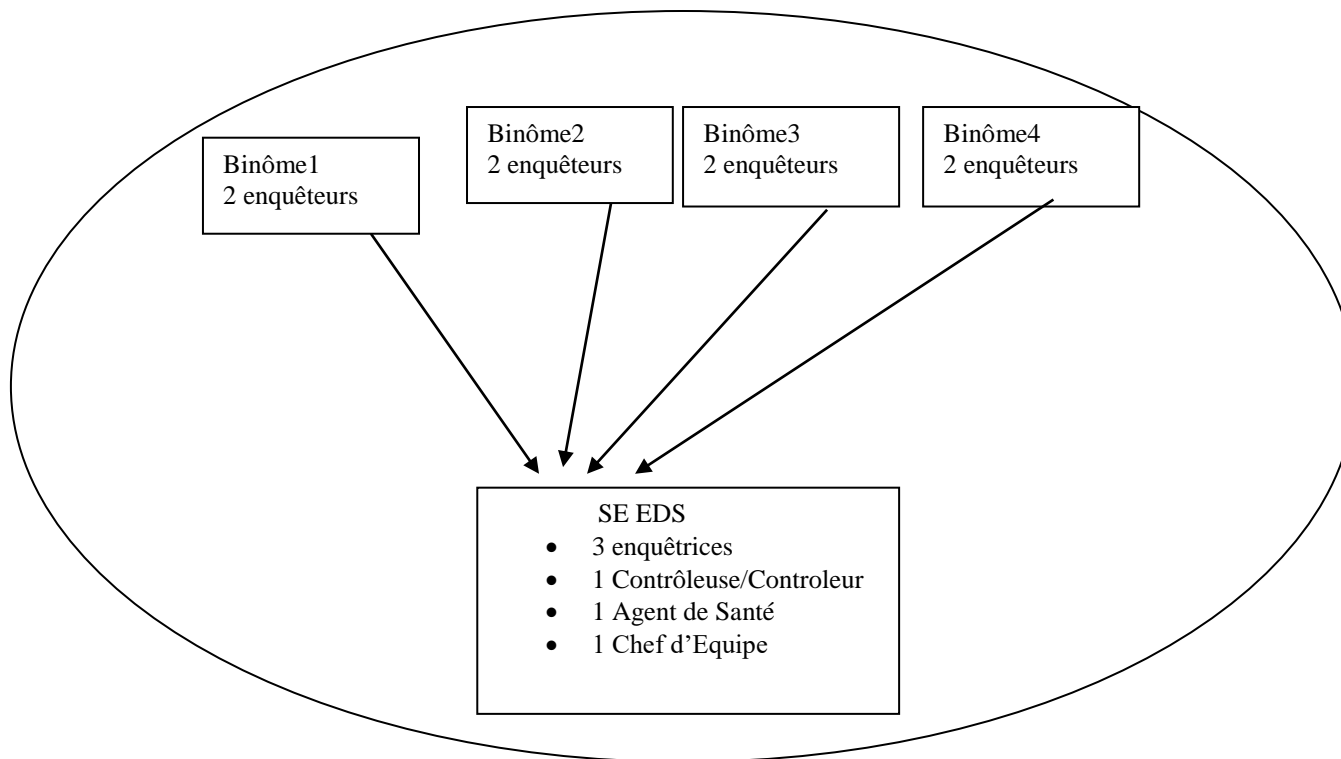 Binôme1
2 enquêteurs
Binôme2
2 enquêteurs
Binôme3
2 enquêteurs
Binôme4
2 enquêteurs
SE EDS
• 3 enquêtrices
• 1 Contrôleuse/Controleur
• 1 Agent de Santé
• 1 Chef d’Equipe